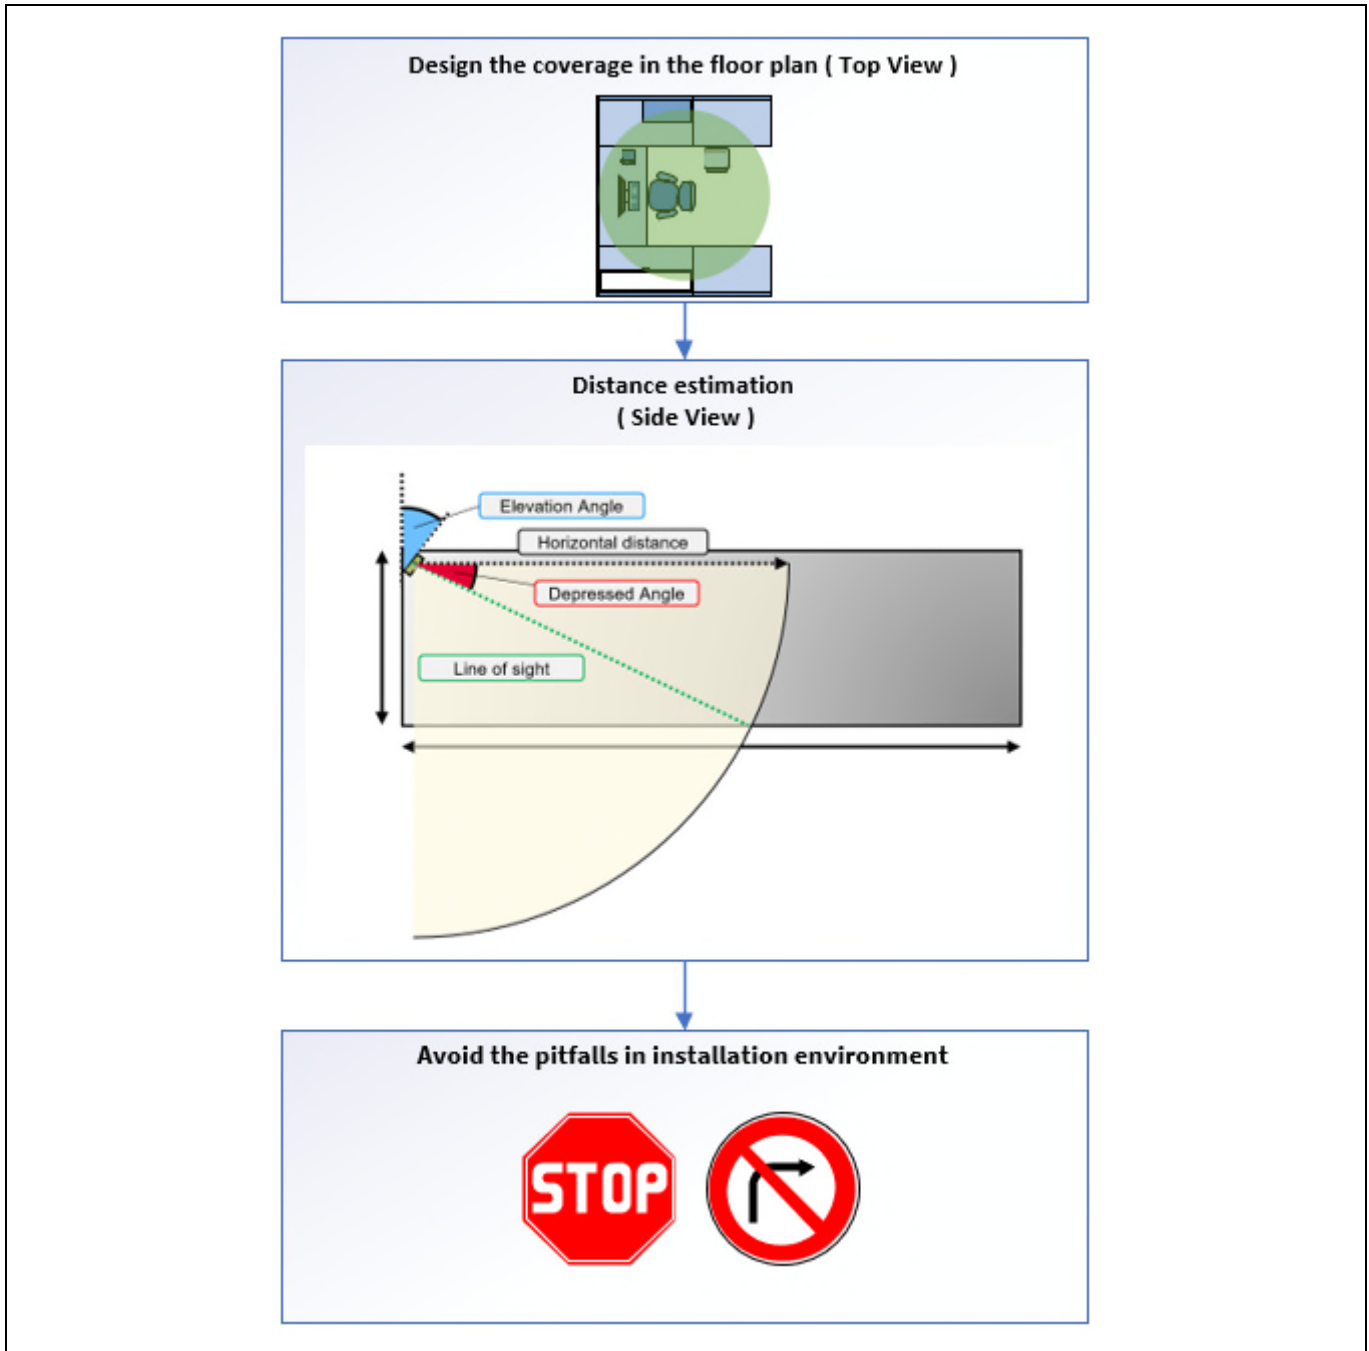 Design the coverage in the floor plan ( Top View )
Distance estimation
( Side View )
Elevation Angle
Horizontal distance
Depressed Angle
Line of sight
Avoid the pitfalls in installation environment
STOP